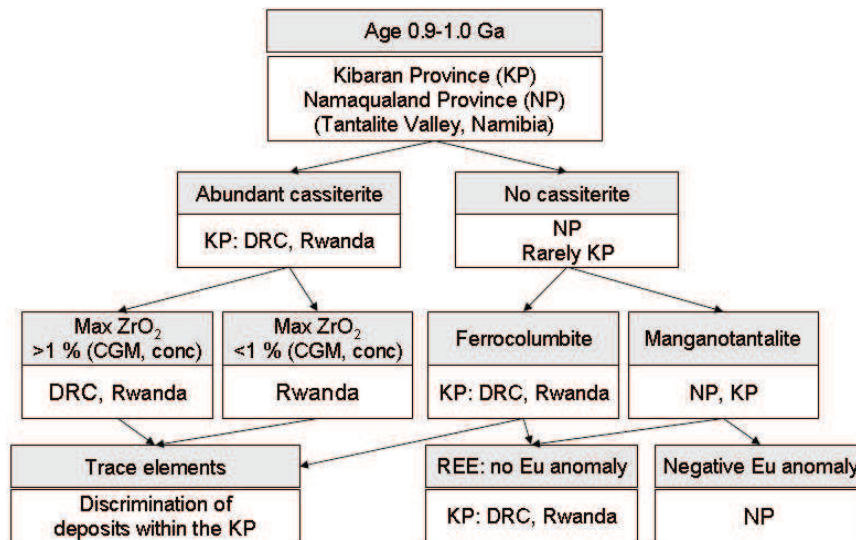 Age 0.9-1.0 Ga
Kibaran Province (KP)
Namaqualand Province (NP)
(Tantalite Valley, Namibia)
Abundant cassiterite
KP: DRC, Rwanda
No cassiterite
NP
Rarely KP
Max ZrO₂
>1 % (CGM, conc)
DRC, Rwanda
Max ZrO₂
<1 % (CGM, conc)
Rwanda
Ferrocolumbite
KP: DRC, Rwanda
Manganotantalite
NP, KP
Trace elements
Discrimination of
deposits within the KP
REE: no Eu anomaly
KP: DRC, Rwanda
Negative Eu anomaly
NP